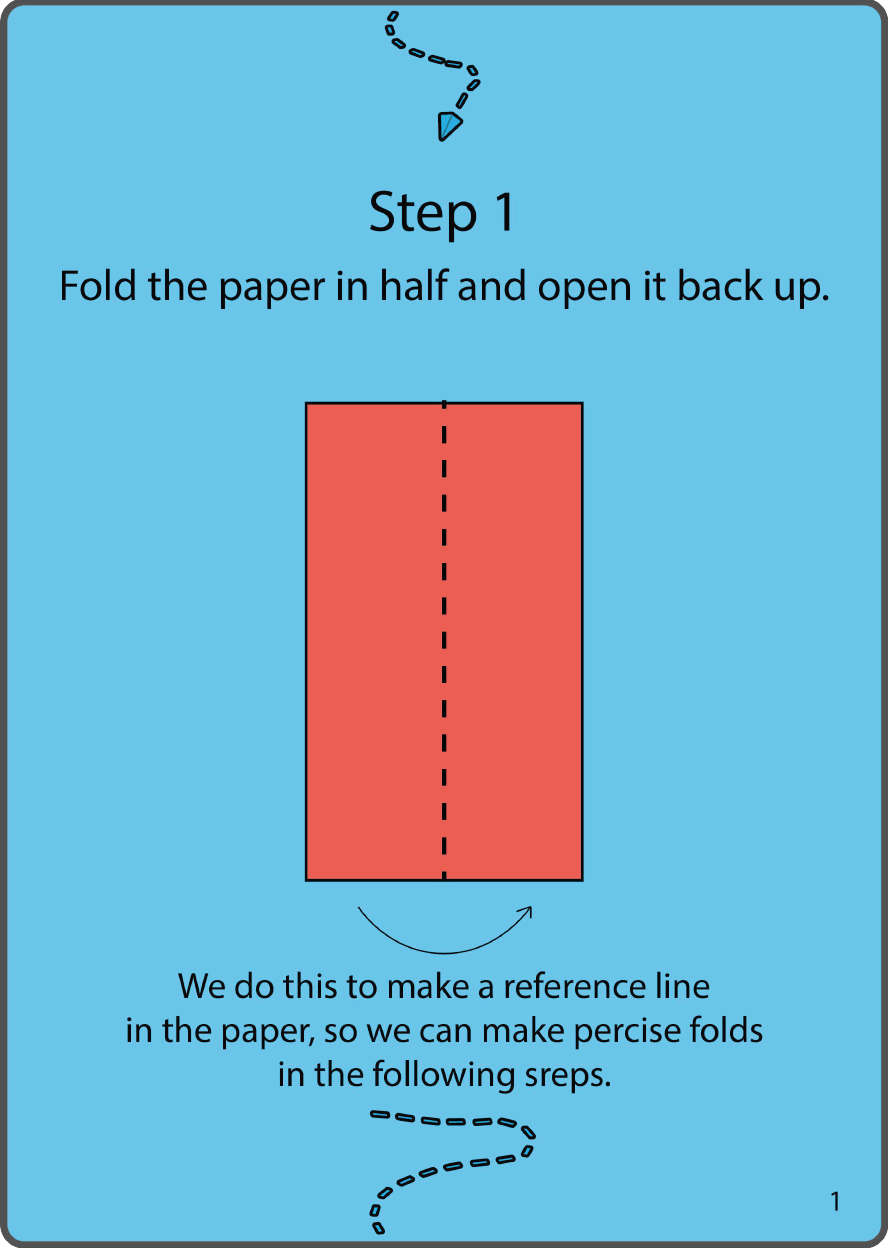 Step 1
Fold the paper in half and open it back up.
We do this to make a reference line
in the paper, so we can make percise folds
in the following sreps.
1